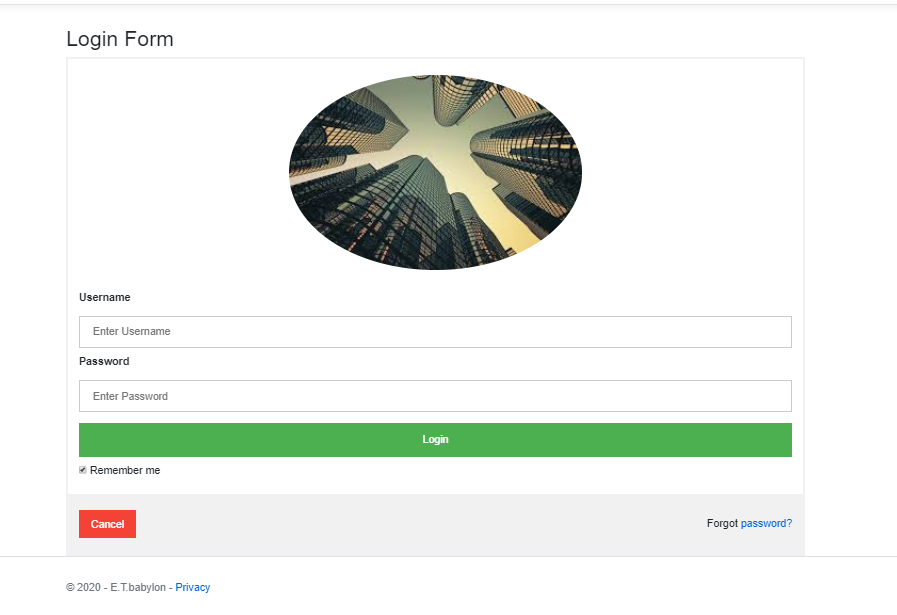 Login Form
Username
Enter Username
Password
Enter Password
Login
Remember me
Cancel
Forgot password?
© 2020 - E.T.babylon - Privacy